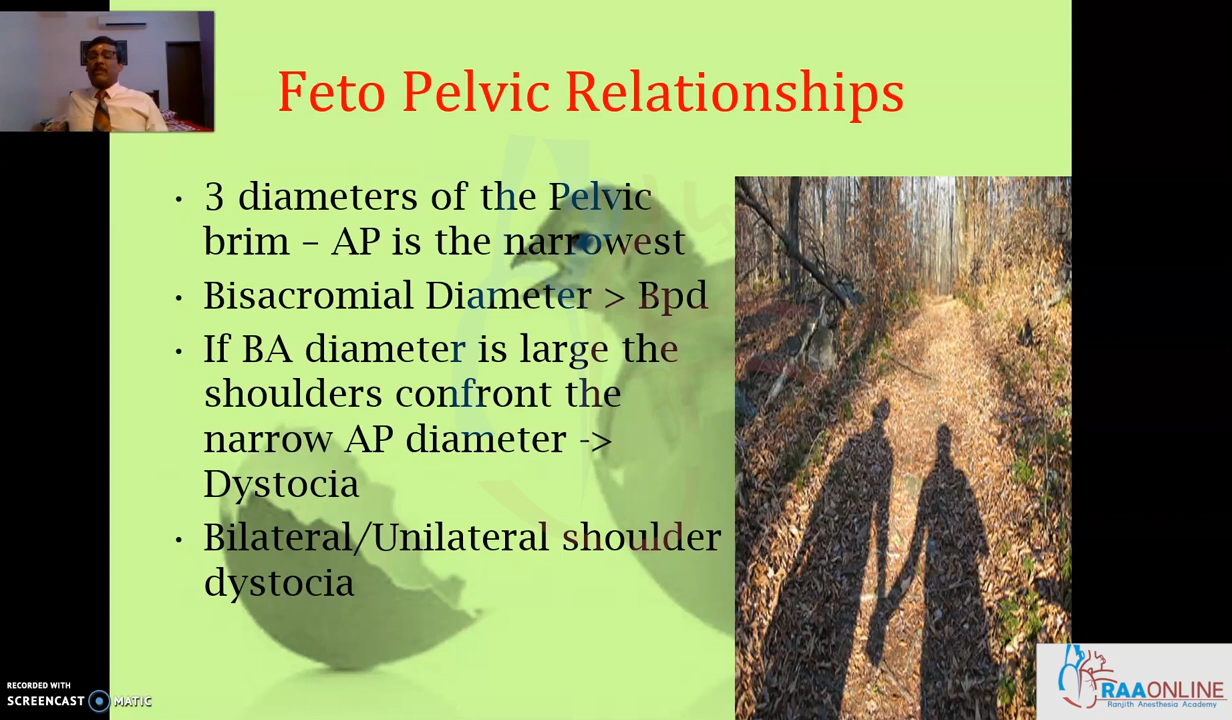 Feto Pelvic Relationships
• 3 diameters of the Pelvic
brim – AP is the narrowest
• Bisacromial Diameter > Bpd
• If BA diameter is large the
shoulders confront the
narrow AP diameter ->
Dystocia
• Bilateral/Unilateral shoulder
dystocia
RECORDED WITH
SCREENCAST MATIC
RAAONLINE
Ranjith Anesthesia Academy